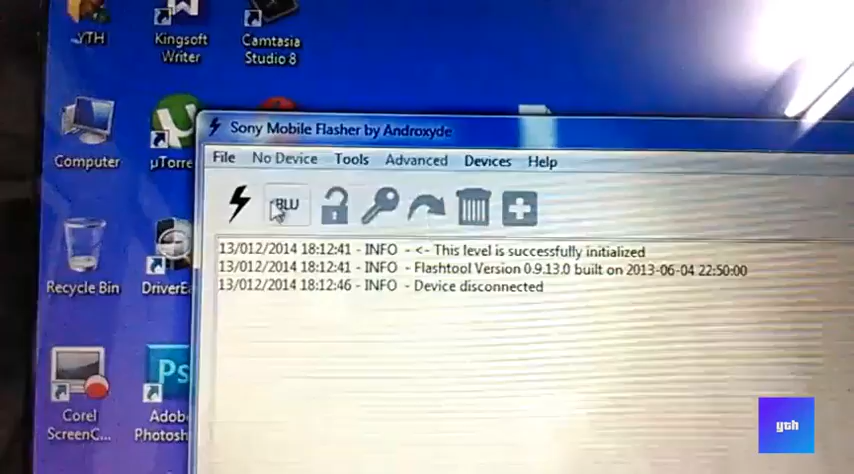 YTH
Kingsoft
Writer
Camtasia
Studio 8
Computer
µTorre
Recycle Bin
DriverEa
Corel
ScreenC...
Ps
Adob
Photosh
Sony Mobile Flasher by Androxyde
File No Device Tools Advanced Devices Help
BLU
13/012/2014 18:12:41 - INFO - <- This level is successfully initialized
13/012/2014 18:12:41 - INFO - Flashtool Version 0.9.13.0 built on 2013-06-04 22:50:00
13/012/2014 18:12:46 - INFO - Device disconnected
yth